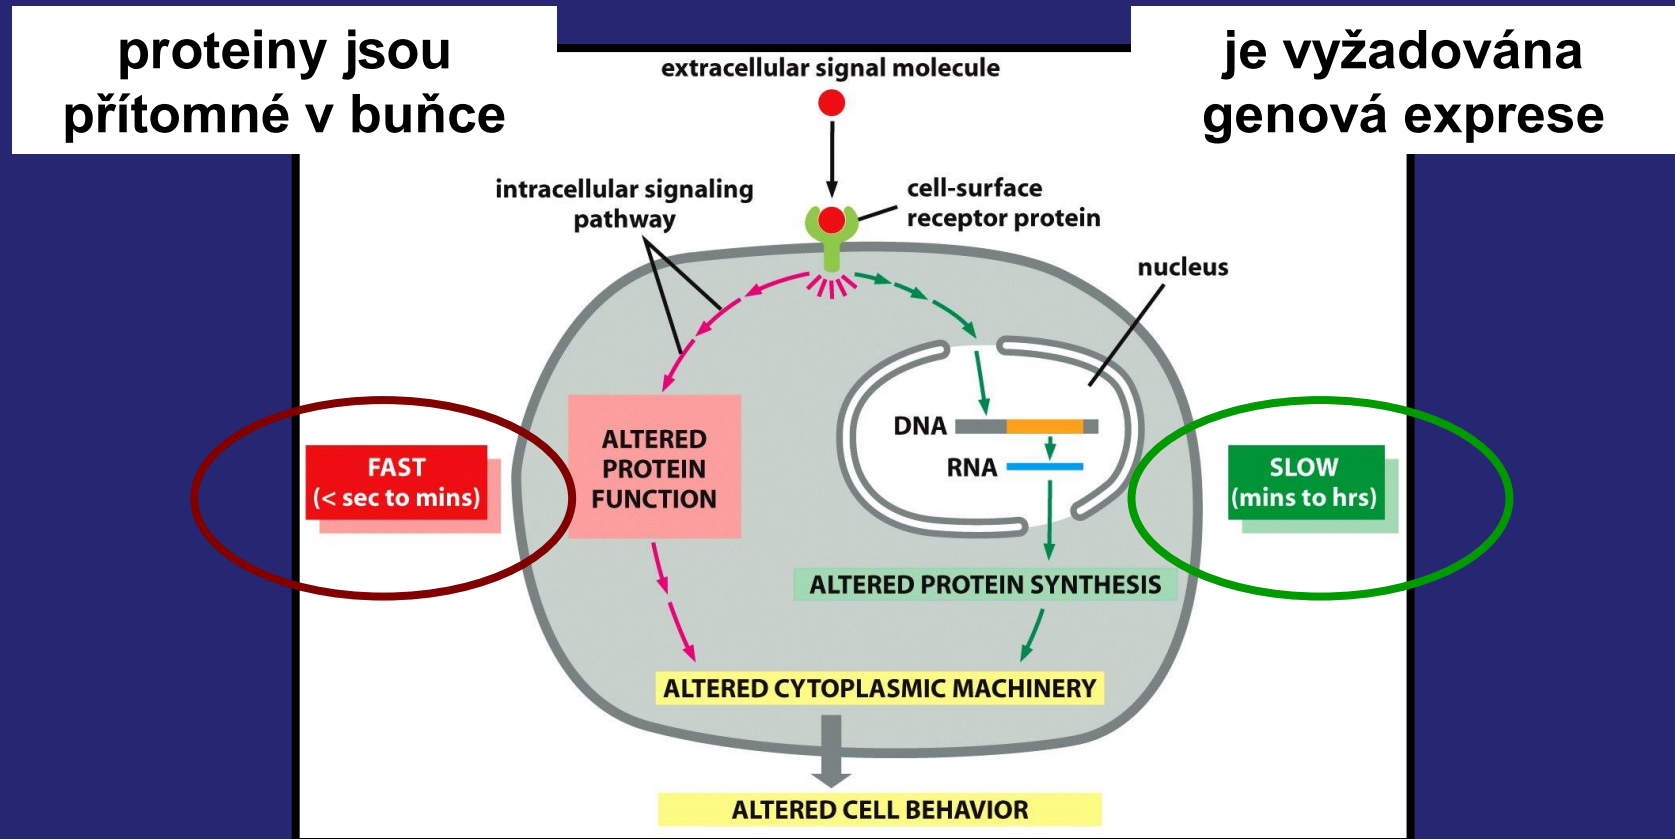 proteiny jsou
přítomné v buňce
je vyžadována
genová exprese
extracellular signal molecule
intracellular signaling
pathway
cell-surface
receptor protein
nucleus
FAST
(< sec to mins)
ALTERED
PROTEIN
FUNCTION
DNA
RNA
SLOW
(mins to hrs)
ALTERED PROTEIN SYNTHESIS
ALTERED CYTOPLASMIC MACHINERY
ALTERED CELL BEHAVIOR